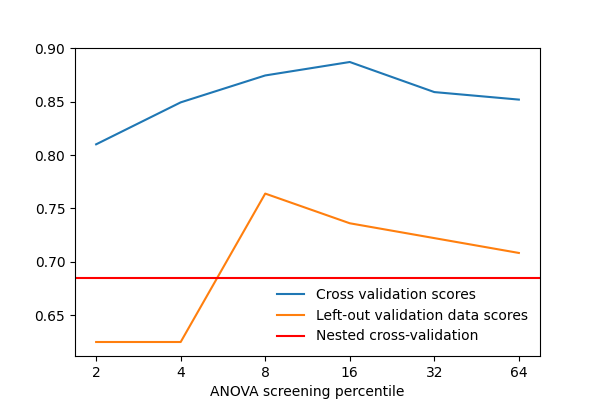 0.90
0.85
0.80
0.75
0.70
0.65
Cross validation scores
Left-out validation data scores
Nested cross-validation
2 4 8 16 32 64
ANOVA screening percentile